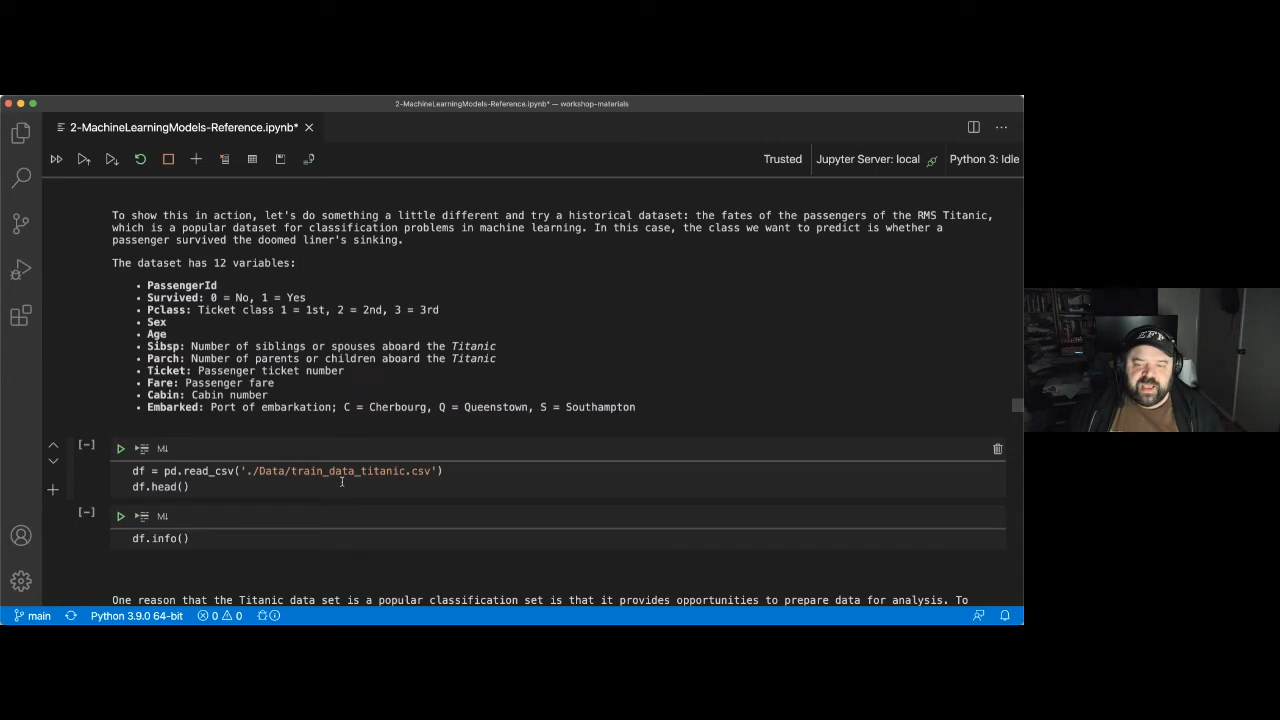 2-MachineLearningModels-Reference.ipynb* — workshop-materials
2-MachineLearningModels-Reference.ipynb*
Trusted
Jupyter Server: local
Python 3: Idle
To show this in action, let's do something a little different and try a historical dataset: the fates of the passengers of the RMS Titanic,
which is a popular dataset for classification problems in machine learning. In this case, the class we want to predict is whether a
passenger survived the doomed liner's sinking.
The dataset has 12 variables:
• PassengerId
• Survived: 0 = No, 1 = Yes
• Pclass: Ticket class 1 = 1st, 2 = 2nd, 3 = 3rd
• Sex
• Age
• Sibsp: Number of siblings or spouses aboard the Titanic
• Parch: Number of parents or children aboard the Titanic
• Ticket: Passenger ticket number
• Fare: Passenger fare
• Cabin: Cabin number
• Embarked: Port of embarkation; C = Cherbourg, Q = Queenstown, S = Southampton
[-]
M↓
df = pd.read_csv('./Data/train_data_titanic.csv')
df.head()
[-]
M↓
df.info()
One reason that the Titanic data set is a popular classification set is that it provides opportunities to prepare data for analysis. To
main
Python 3.9.0 64-bit
0
0
EFF